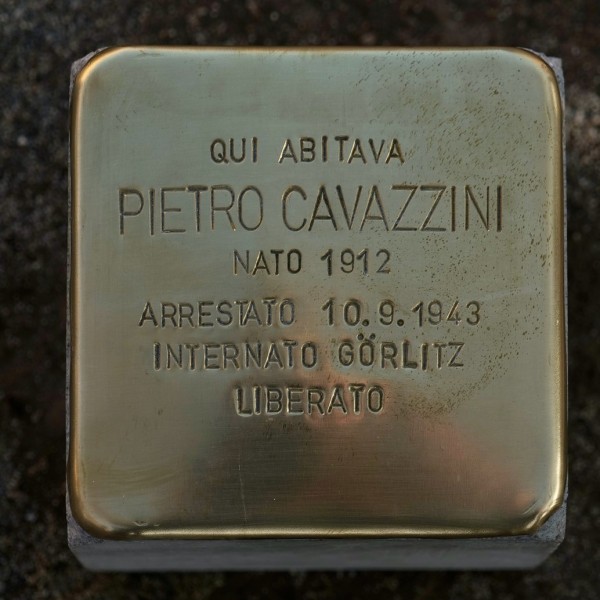 QUI ABITAVA
PIETRO CAVAZZINI
NATO 1912
ARRESTATO 10.9.1943
INTERNATO GÖRLITZ
LIBERATO